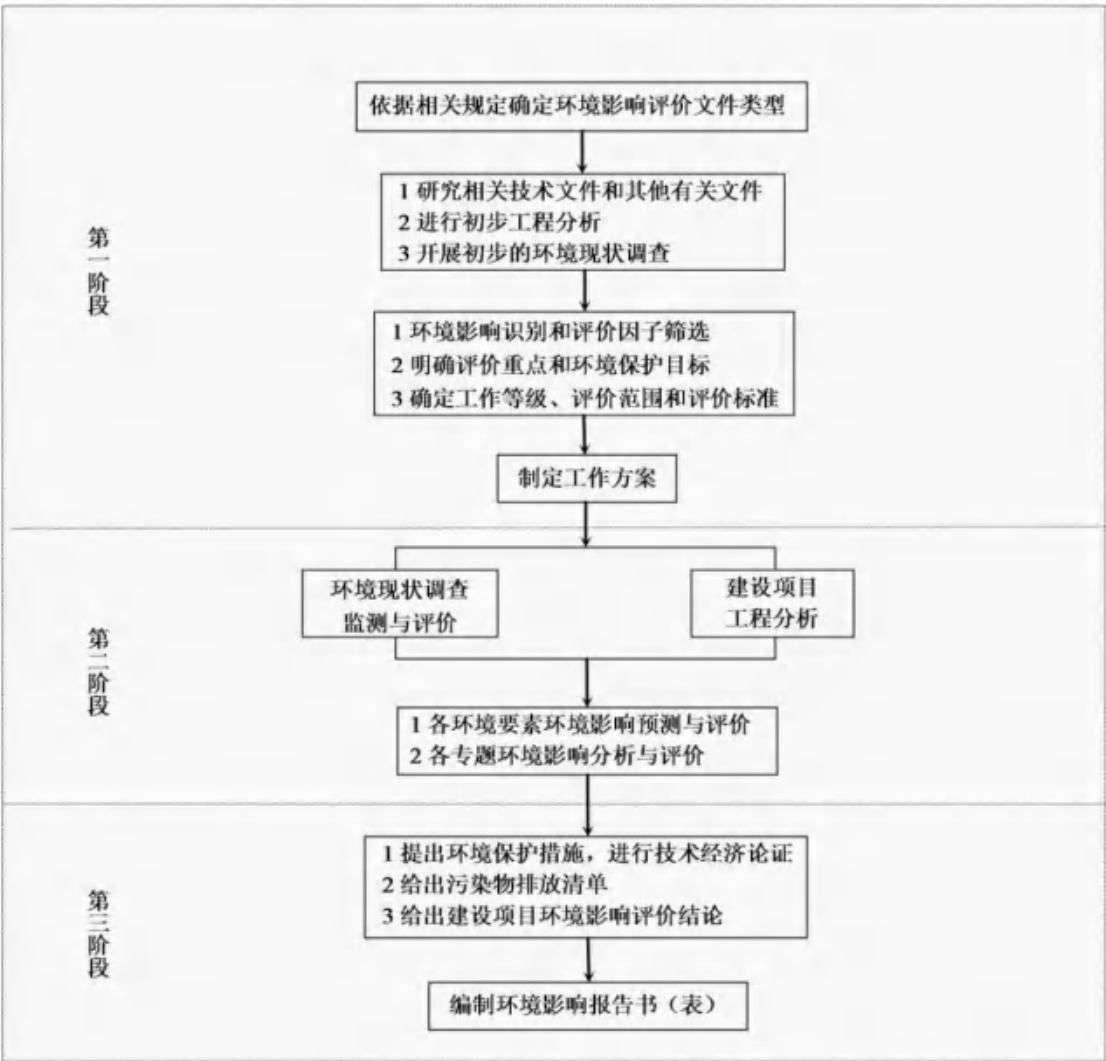 依据相关规定确定环境影响评价文件类型
1 研究相关技术文件和其他有关文件
2 进行初步工程分析
3 开展初步的环境现状调查
第一阶段
1 环境影响识别和评价因子筛选
2 明确评价重点和环境保护目标
3 确定工作等级、评价范围和评价标准
制定工作方案
环境现状调查
监测与评价
建设项目
工程分析
第二阶段
1 各环境要素环境影响预测与评价
2 各专题环境影响分析与评价
1 提出环境保护措施，进行技术经济论证
2 给出污染物排放清单
3 给出建设项目环境影响评价结论
第三阶段
编制环境影响报告书（表）